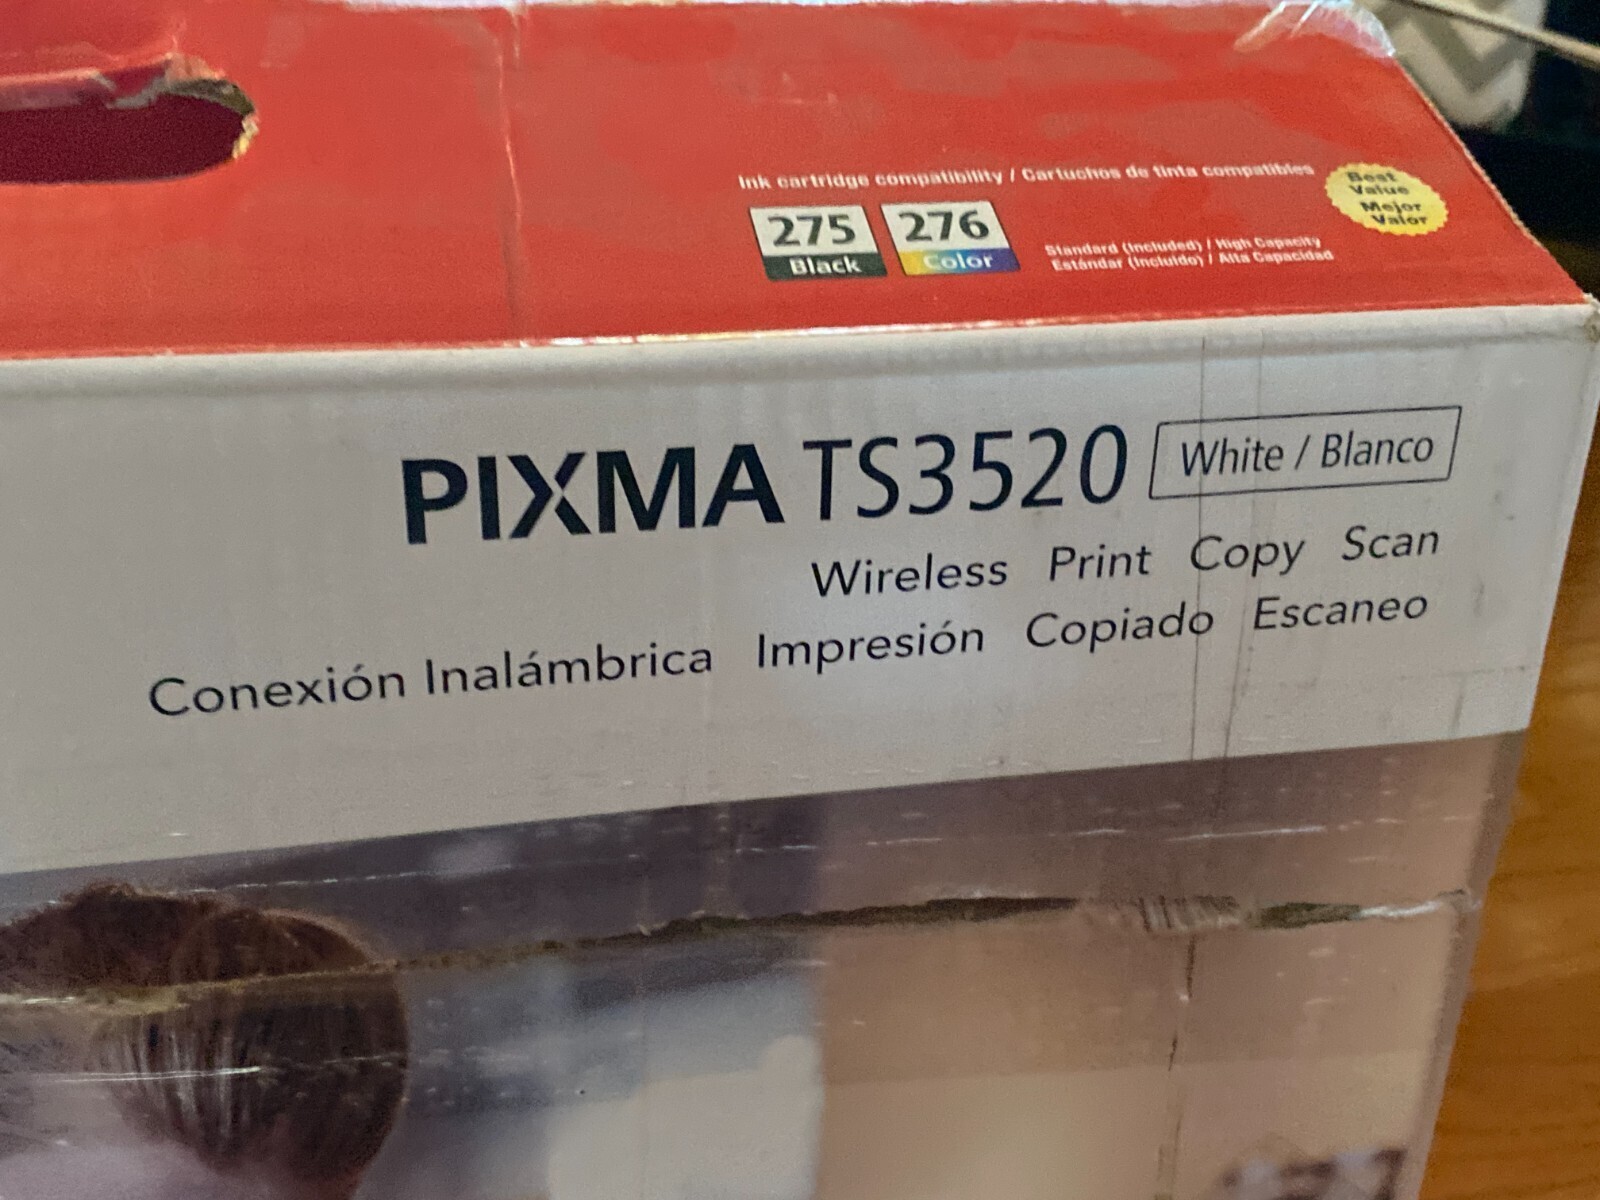 Ink cartridge compatibility / Cartuchos de tinta compatibles
Best
Value
Mejor
Valor
275
Black
276
Color
Standard (Included) / High Capacity
Estándar (Incluido) / Alta Capacidad
PIXMA TS3520 White / Blanco
Wireless Print Copy Scan
Conexión Inalámbrica Impresión Copiado Escaneo